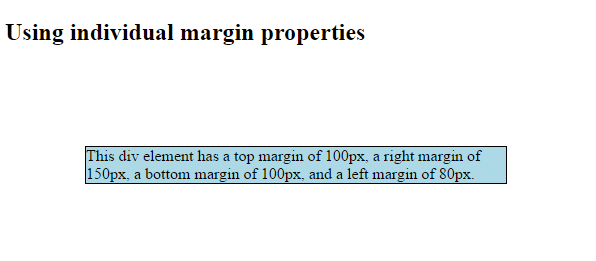 Using individual margin properties
This div element has a top margin of 100px, a right margin of
150px, a bottom margin of 100px, and a left margin of 80px.